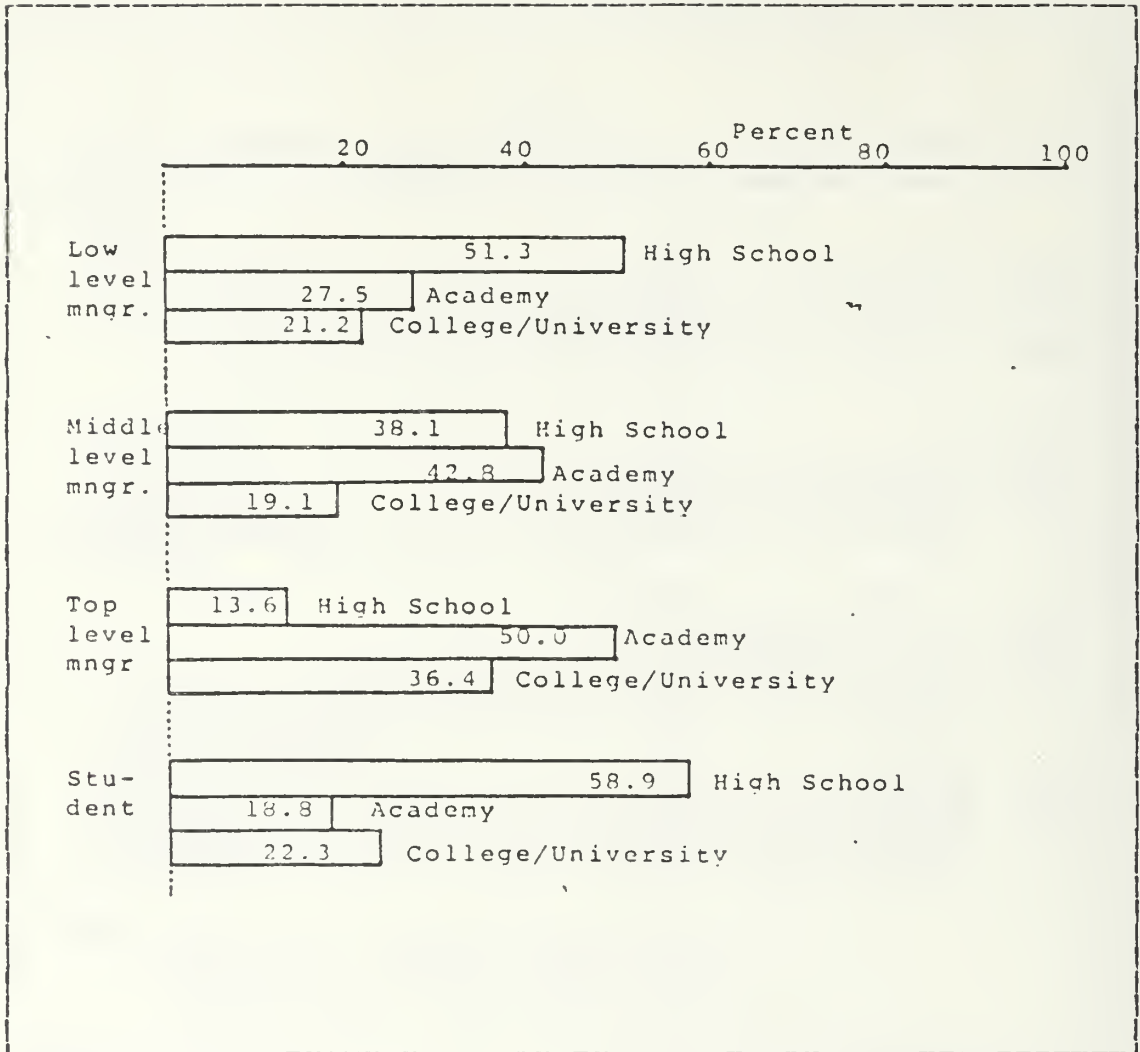 Percent
20 40 60 80 100
Low level mngr.
51.3 High School
27.5 Academy
21.2 College/University
Middle level mngr.
38.1 High School
42.8 Academy
19.1 College/University
Top level mngr
13.6 High School
50.0 Academy
36.4 College/University
Stu-
dent
58.9 High School
18.8 Academy
22.3 College/University